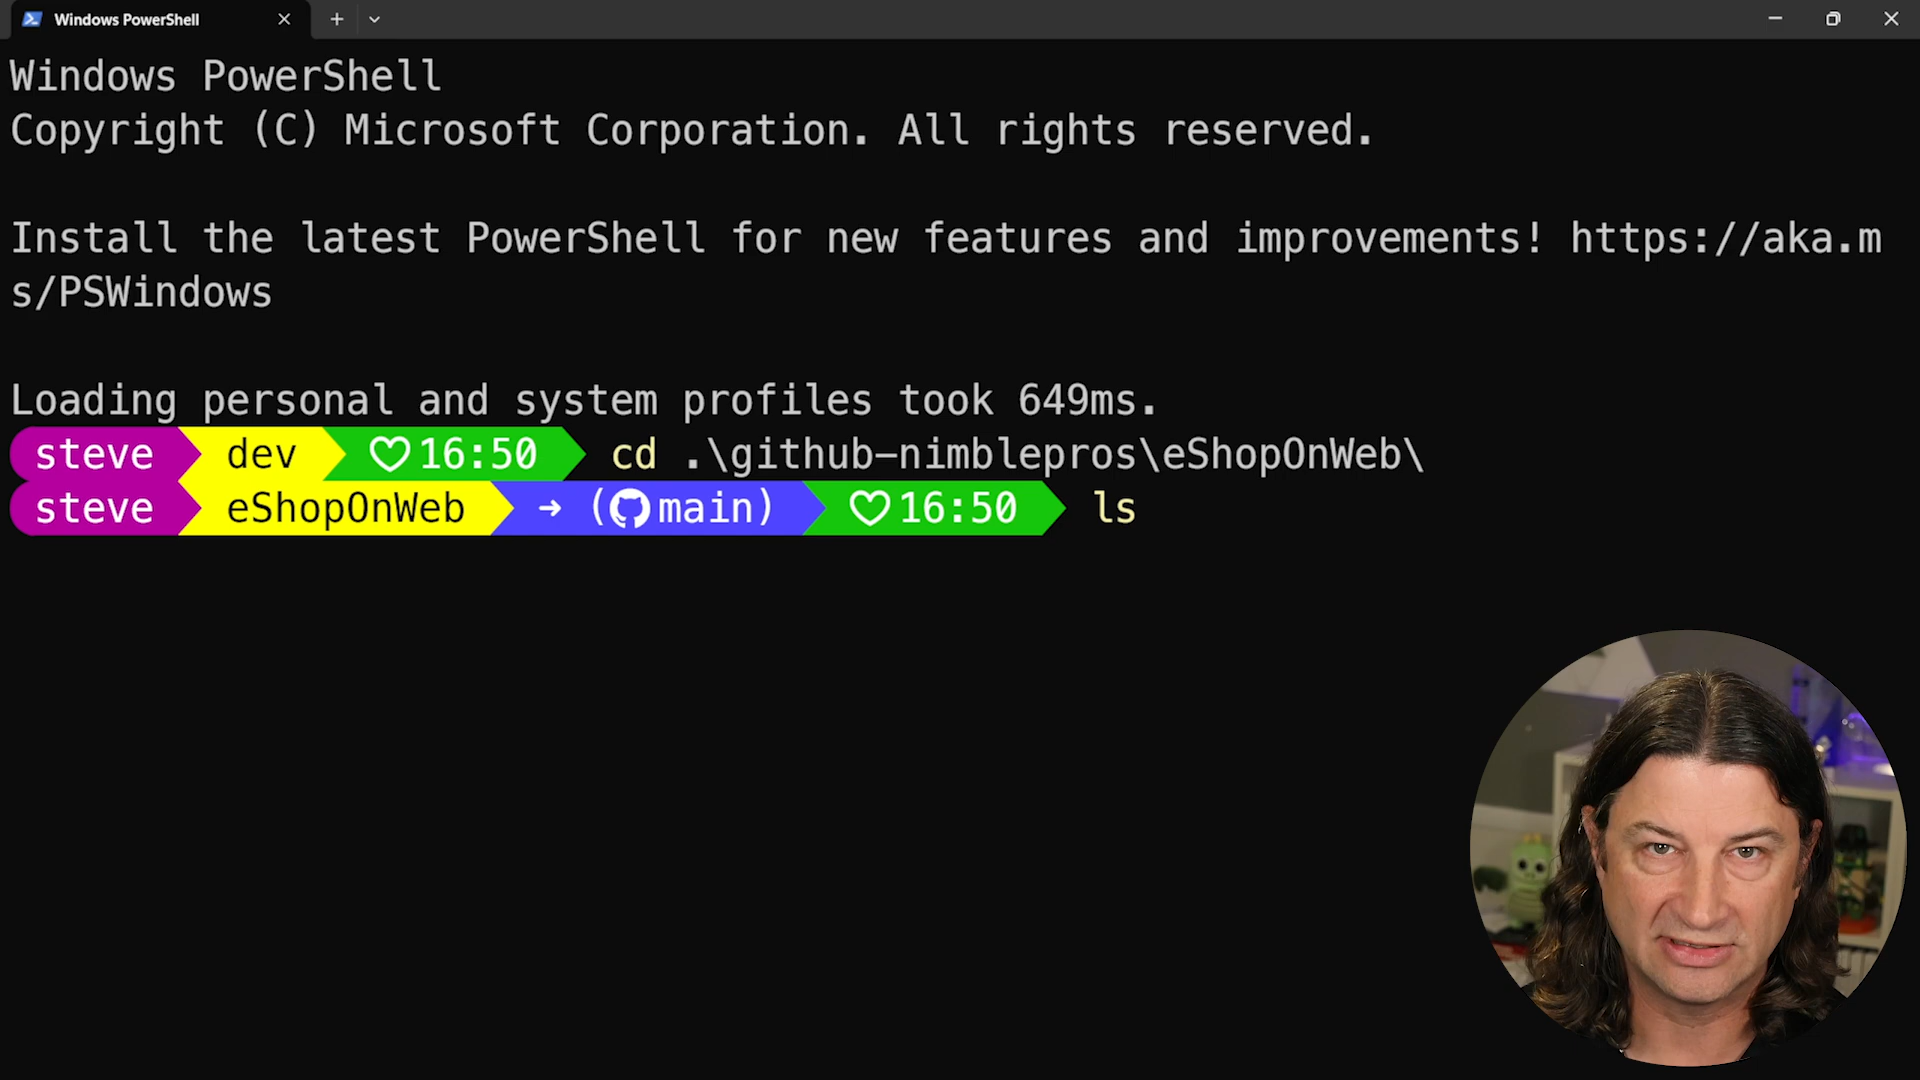 Windows PowerShell
Windows PowerShell
Copyright (C) Microsoft Corporation. All rights reserved.
Install the latest PowerShell for new features and improvements! https://aka.m
s/PSWindows
Loading personal and system profiles took 649ms.
steve dev 16:50 cd .\github-nimblepros\eShopOnWeb\
steve eShopOnWeb → (main) 16:50 ls